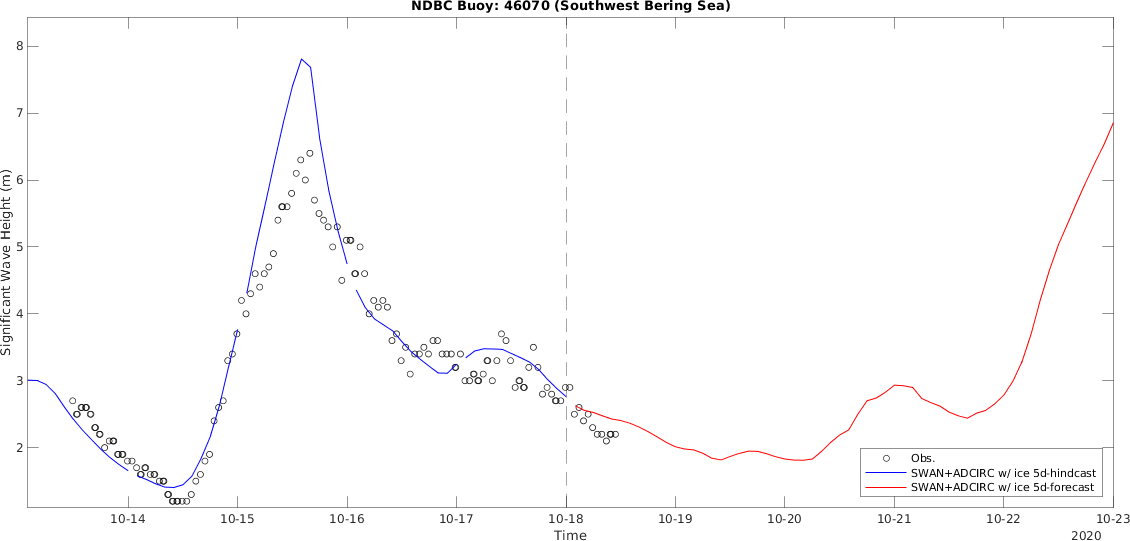 NDBC Buoy: 46070 (Southwest Bering Sea)
Significant Wave Height (m)
8
7
6
5
4
3
2
Obs.
SWAN+ADCIRC w/ ice 5d-hindcast
SWAN+ADCIRC w/ ice 5d-forecast
10-14 10-15 10-16 10-17 10-18 10-19 10-20 10-21 10-22 10-23
Time
2020